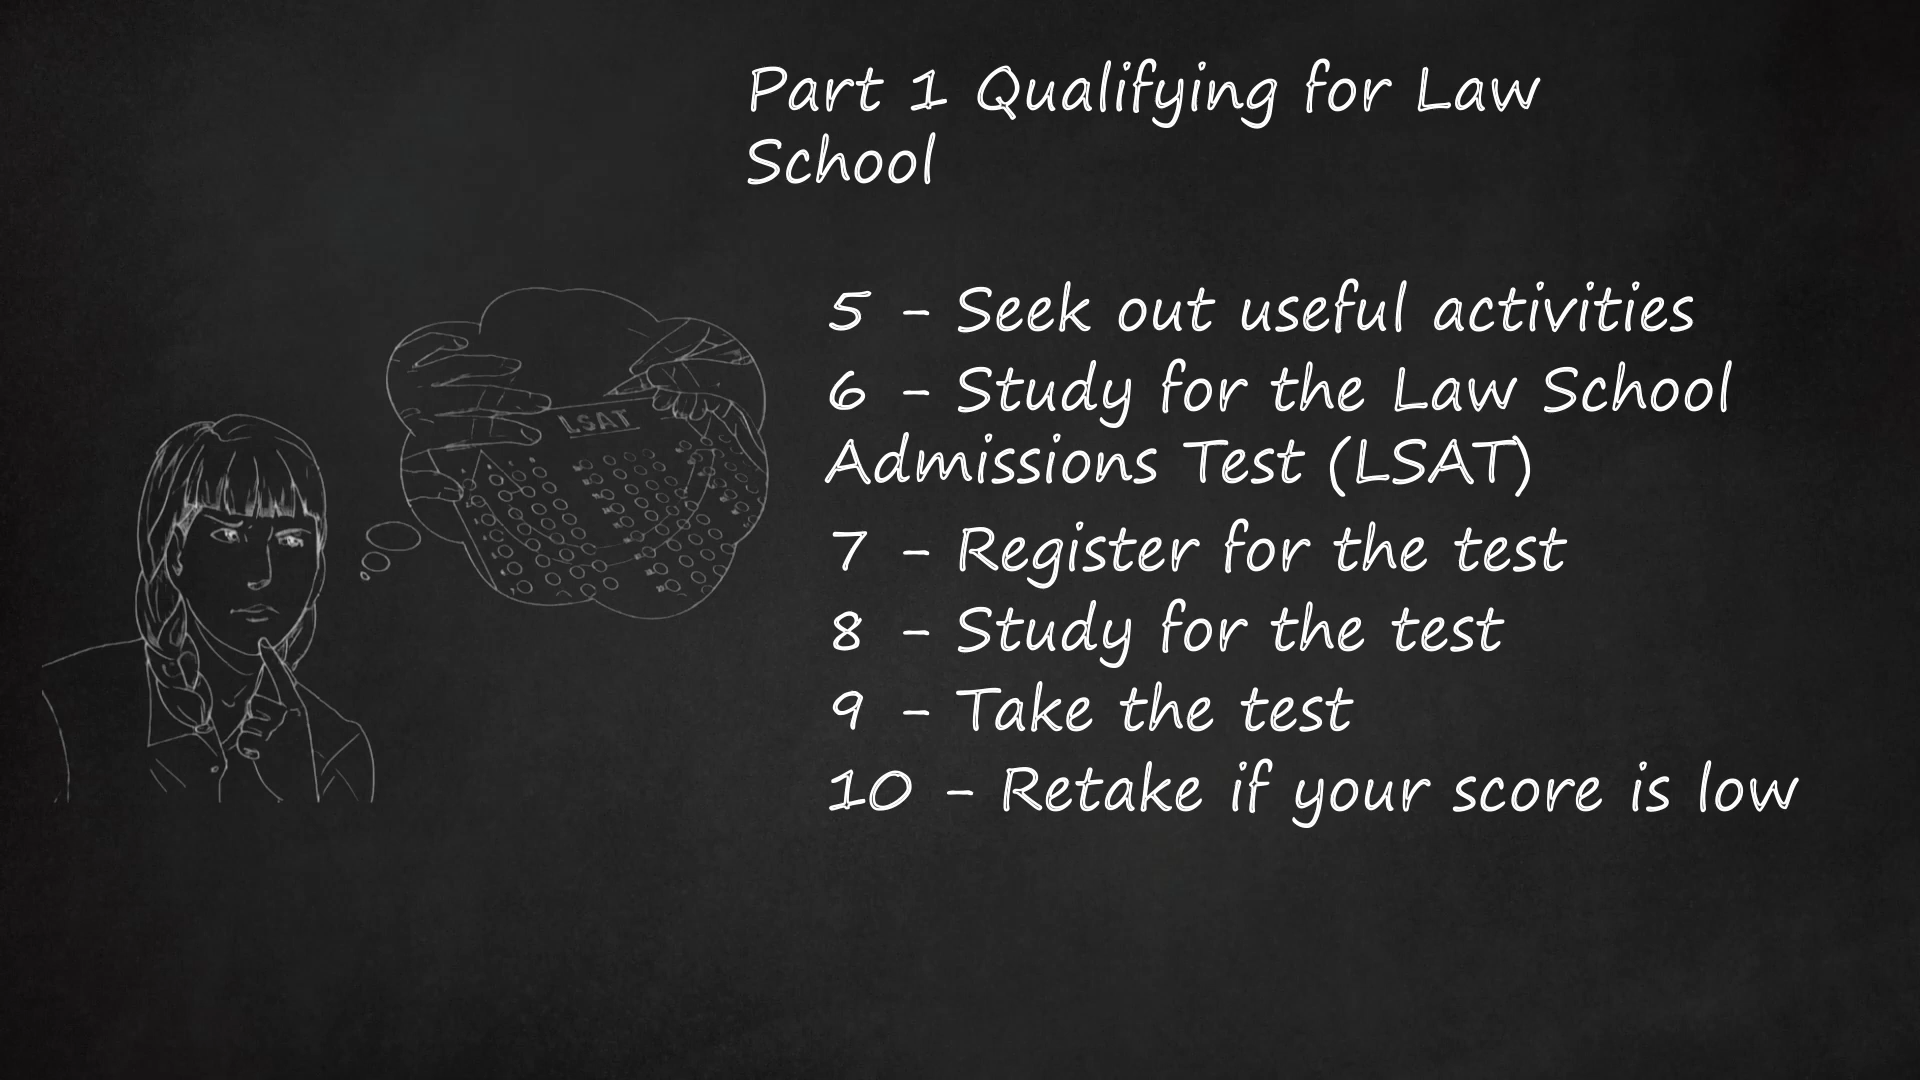 Part 1 Qualifying for Law
School
5 - Seek out useful activities
6 - Study for the Law School
Admissions Test (LSAT)
7 - Register for the test
8 - Study for the test
9 - Take the test
10 - Retake if your score is low
LSAT